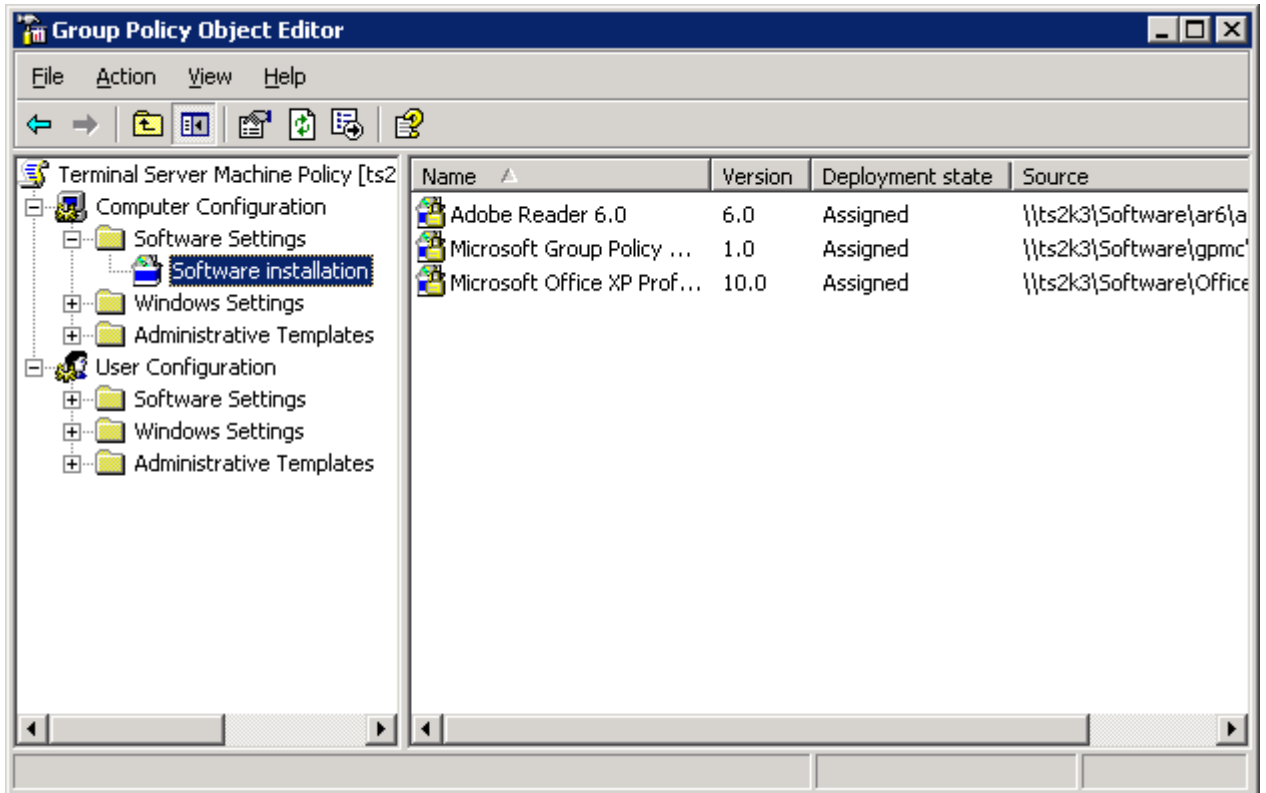 Group Policy Object Editor
File Action View Help
Terminal Server Machine Policy [ts2
Computer Configuration
Software Settings
Software installation
Windows Settings
Administrative Templates
User Configuration
Software Settings
Windows Settings
Administrative Templates
Name Version Deployment state Source
Adobe Reader 6.0 6.0 Assigned \\ts2k3\Software\ar6\a
Microsoft Group Policy ... 1.0 Assigned \\ts2k3\Software\gpmc
Microsoft Office XP Prof... 10.0 Assigned \\ts2k3\Software\Office